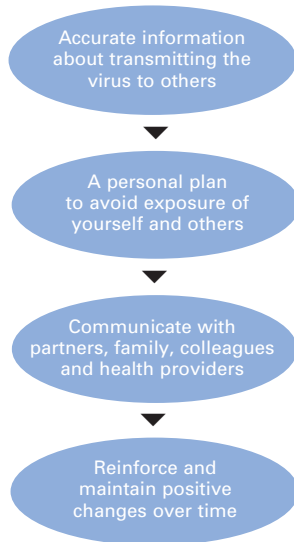 Accurate information
about transmitting the
virus to others
A personal plan
to avoid exposure of
yourself and others
Communicate with
partners, family, colleagues
and health providers
Reinforce and
maintain positive
changes over time